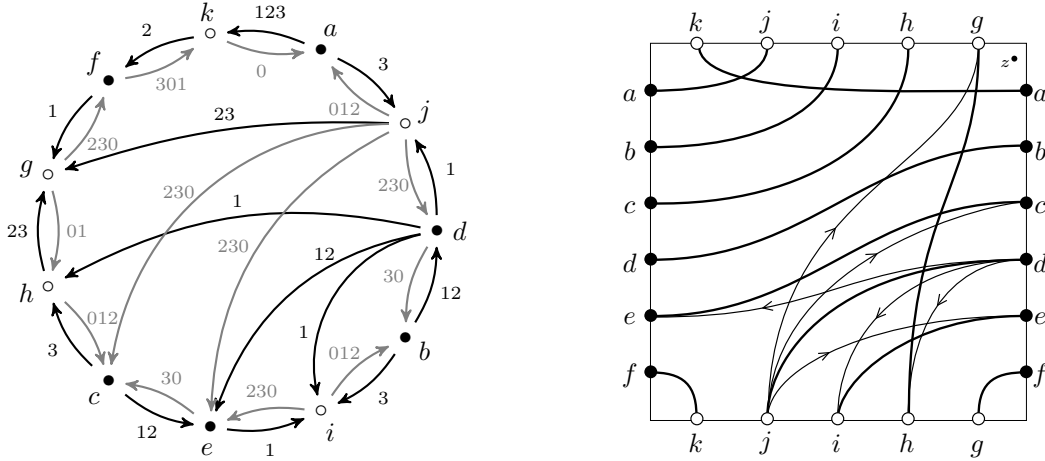 k 123 a
2 0 3
f 301 012 j
1 230 23
g 230 1
23 01 230 1 230 d
h 012 12 30 12
3 30 1 012 b
c 12 230 3
e 1 i
k j i h g
z
a a
b b
c c
d d
e e
f f
k j i h g